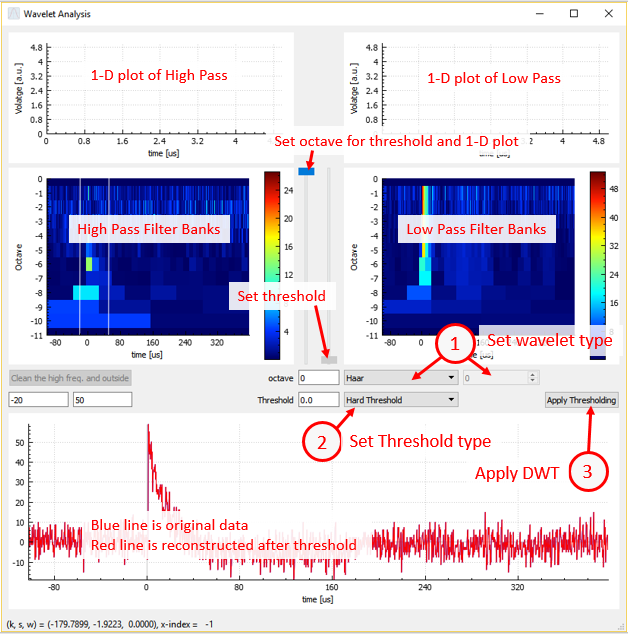 Wavelet Analysis
Volatge [a.u.]
4.8
4
3.2
2.4
1.6
0.8
0
0 0.8 1.6 2.4 3.2 4
time [us]
1-D plot of High Pass
4.8
4
3.2
2.4
1.6
0.8
0
3.2 4 4.8
time [us]
1-D plot of Low Pass
Set octave for threshold and 1-D plot
Octave
0
-1
-2
-3
-4
-5
-6
-7
-8
-9
-10
-11
-80 0 80 160 240 320
time [us]
High Pass Filter Banks
24
20
16
12
4
Set threshold
Octave
0
-1
-2
-3
-4
-5
-6
-7
-8
-9
-10
-11
-80 0 80 160 240 320
time [us]
Low Pass Filter Banks
48
40
32
24
16
8
1 Set wavelet type
Clean the high freq. and outside
octave 0 Haar 0
-20 50 Threshold 0.0 Hard Threshold Apply Thresholding
2 Set Threshold type
3
Apply DWT
50
40
30
20
10
0
-10
-80 0 80 160 240 320
time [us]
Blue line is original data
Red line is reconstructed after threshold
(k, s, w) = (-179.7899, -1.9223, 0.0000), x-index = -1